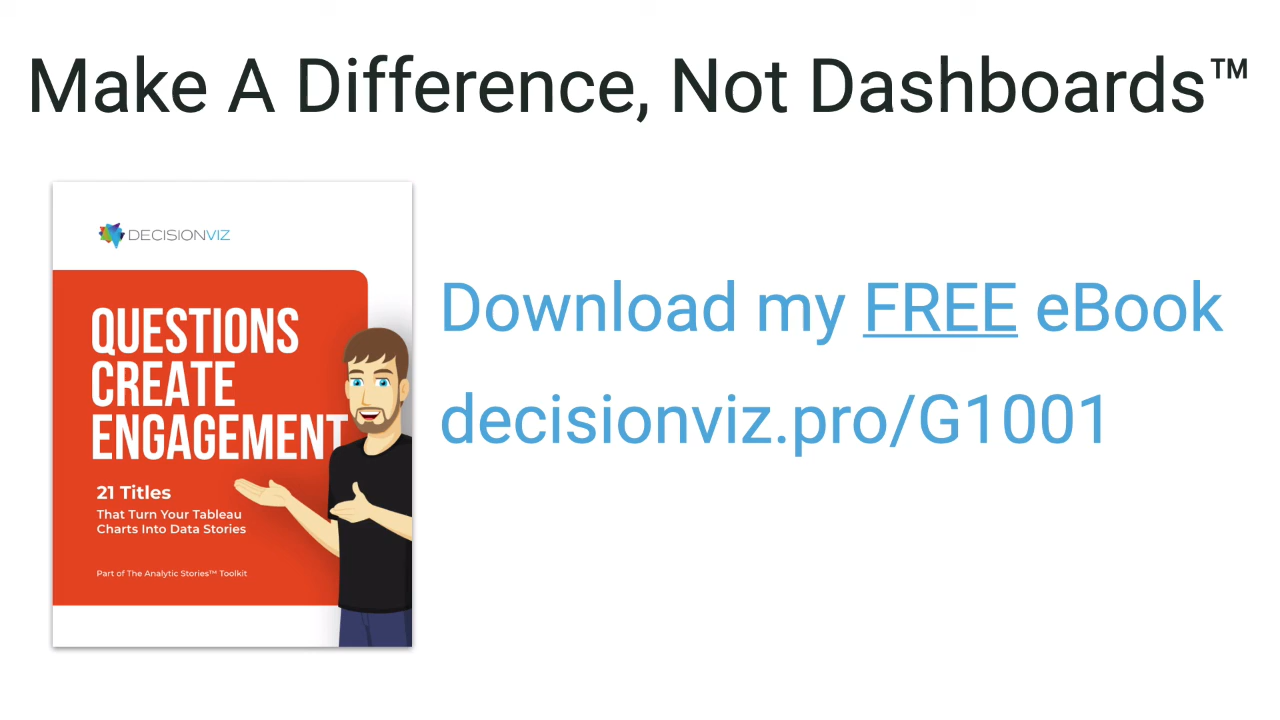 Make A Difference, Not Dashboards™
DECISIONVIZ
QUESTIONS
CREATE
ENGAGEMENT
21 Titles
That Turn Your Tableau
Charts Into Data Stories
Part of The Analytic Stories™ Toolkit
Download my FREE eBook
decisionviz.pro/G1001